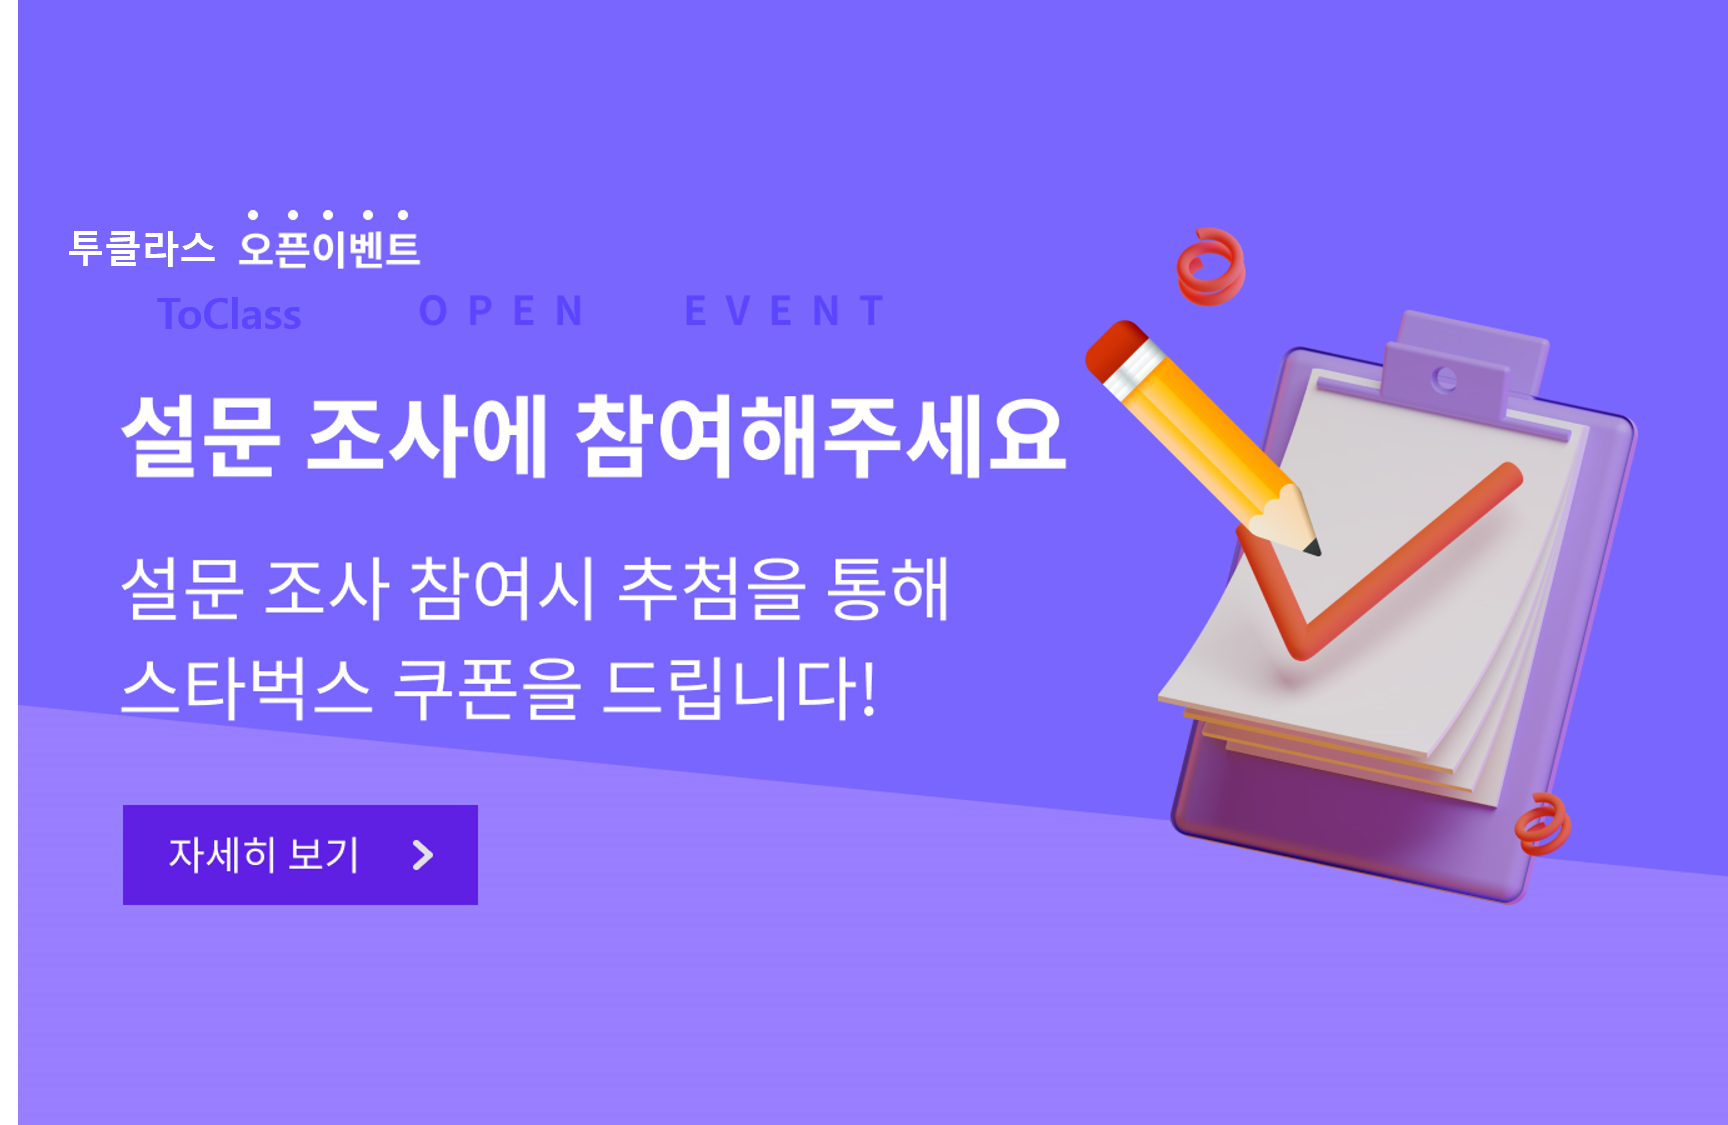 투클라스 오픈이벤트
ToClass OPEN EVENT
설문 조사에 참여해주세요
설문 조사 참여시 추첨을 통해
스타벅스 쿠폰을 드립니다!
자세히 보기